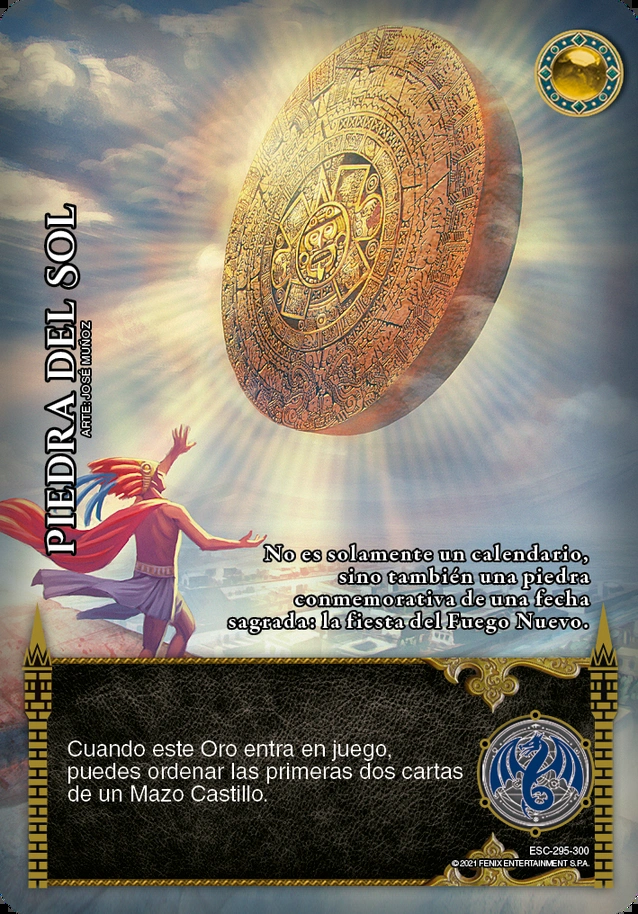 PIEDRA DEL SOL
ARTE: JOSÉ MUÑOZ
No es solamente un calendario,
sino también una piedra
conmemorativa de una fecha
sagrada: la fiesta del Fuego Nuevo.
Cuando este Oro entra en juego,
puedes ordenar las primeras dos cartas
de un Mazo Castillo.
ESC-295-300
©2021 FENIX ENTERTAINMENT S.P.A.